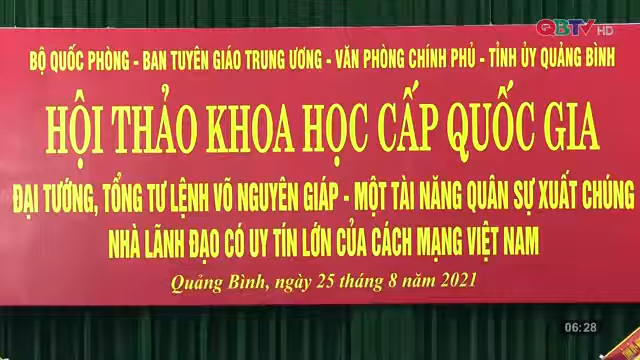 QBTV HD
BỘ QUỐC PHÒNG - BAN TUYÊN GIÁO TRUNG ƯƠNG - VĂN PHÒNG CHÍNH PHỦ - TỈNH ỦY QUẢNG BÌNH
HỘI THẢO KHOA HỌC CẤP QUỐC GIA
ĐẠI TƯỚNG, TỔNG TƯ LỆNH VÕ NGUYÊN GIÁP - MỘT TÀI NĂNG QUÂN SỰ XUẤT CHÚNG
NHÀ LÃNH ĐẠO CÓ UY TÍN LỚN CỦA CÁCH MẠNG VIỆT NAM
Quảng Bình, ngày 25 tháng 8 năm 2021
06:28